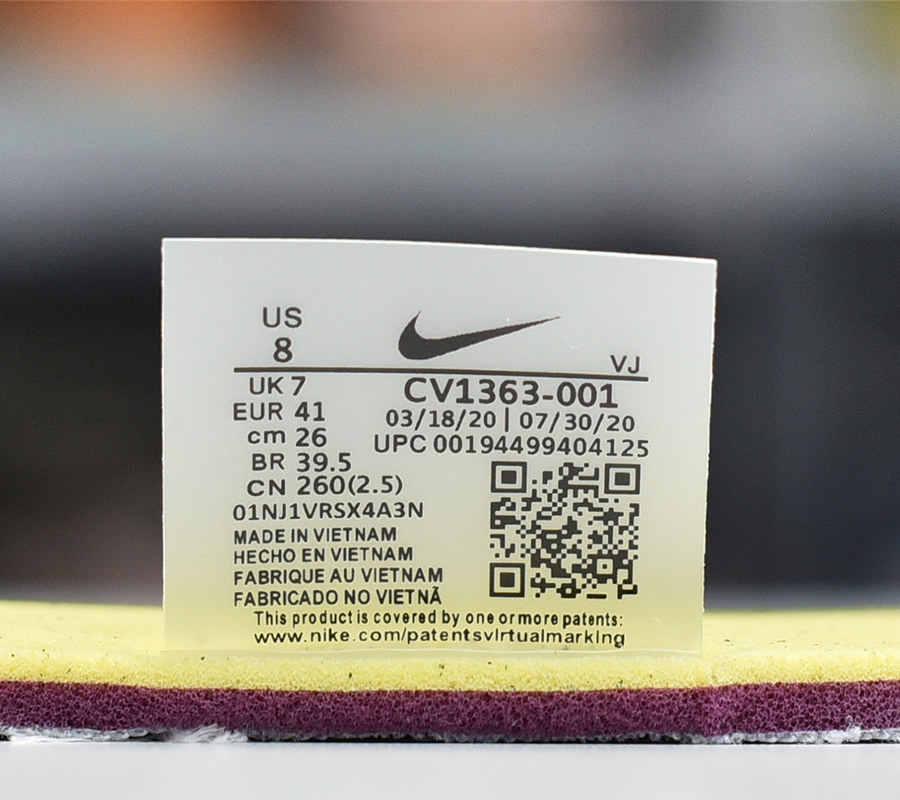 US
8
VJ
UK 7
CV1363-001
EUR 41
03/18/20 | 07/30/20
cm 26
UPC 00194499404125
BR 39.5
CN 260(2.5)
01NJ1VRSX4A3N
MADE IN VIETNAM
HECHO EN VIETNAM
FABRIQUE AU VIETNAM
FABRICADO NO VIETNÃ
This product is covered by one or more patents:
www.nike.com/patentsvirtualmarking